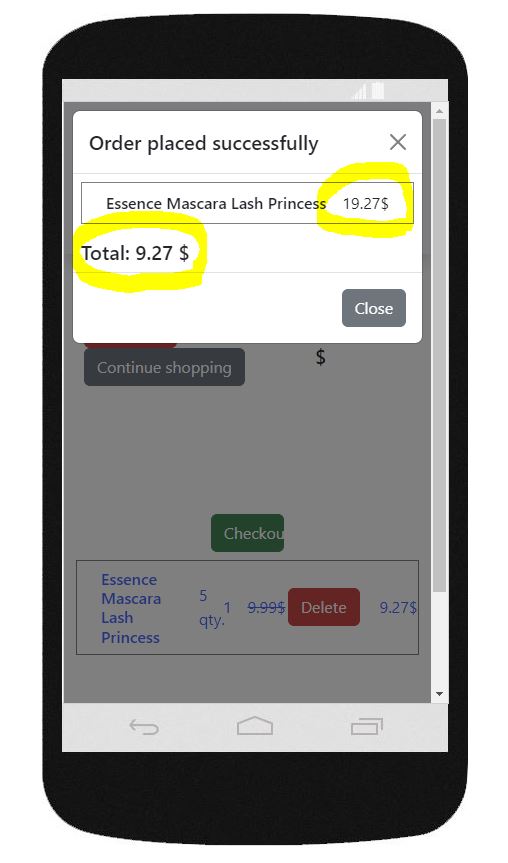 Order placed successfully
Essence Mascara Lash Princess 19.27$
Total: 9.27 $
Close
Continue shopping
$
Checkou
Essence
Mascara
Lash
Princess
5
qty.
1
9.99$
Delete
9.27$